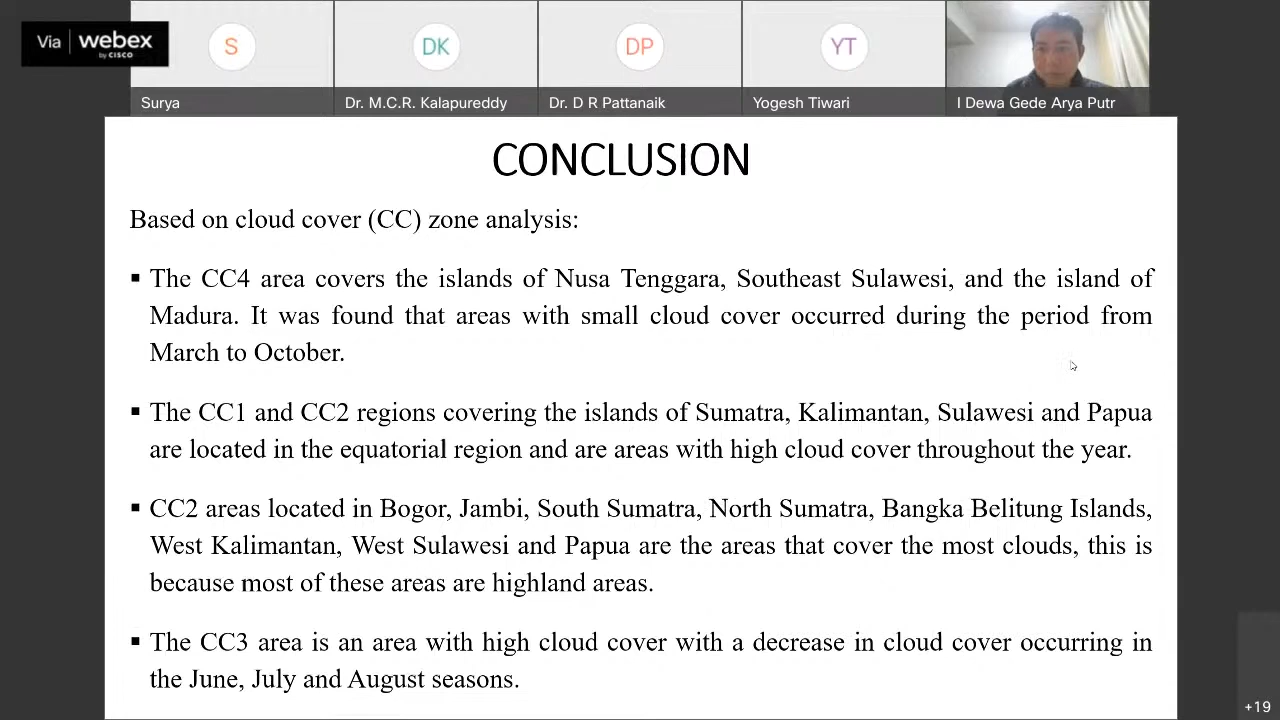 Via webex
by CISCO
S
DK
DP
YT
Surya
Dr. M.C.R. Kalapureddy
Dr. D R Pattanaik
Yogesh Tiwari
I Dewa Gede Arya Putr
CONCLUSION
Based on cloud cover (CC) zone analysis:
▪ The CC4 area covers the islands of Nusa Tenggara, Southeast Sulawesi, and the island of
Madura. It was found that areas with small cloud cover occurred during the period from
March to October.
▪ The CC1 and CC2 regions covering the islands of Sumatra, Kalimantan, Sulawesi and Papua
are located in the equatorial region and are areas with high cloud cover throughout the year.
▪ CC2 areas located in Bogor, Jambi, South Sumatra, North Sumatra, Bangka Belitung Islands,
West Kalimantan, West Sulawesi and Papua are the areas that cover the most clouds, this is
because most of these areas are highland areas.
▪ The CC3 area is an area with high cloud cover with a decrease in cloud cover occurring in
the June, July and August seasons.
+19